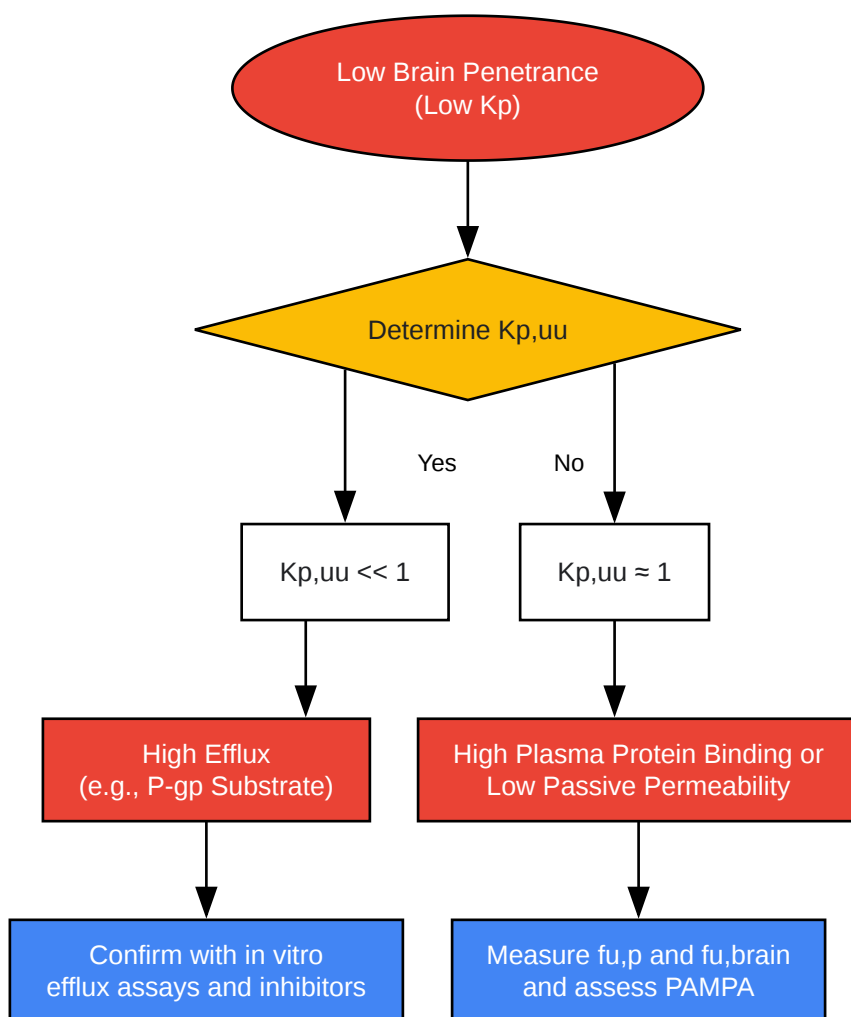 Low Brain Penetrance
(Low Kp)
Determine Kp,uu
Yes
No
Kp,uu << 1
Kp,uu ≈ 1
High Efflux
(e.g., P-gp Substrate)
High Plasma Protein Binding or
Low Passive Permeability
Confirm with in vitro
efflux assays and inhibitors
Measure fu,p and fu,brain
and assess PAMPA